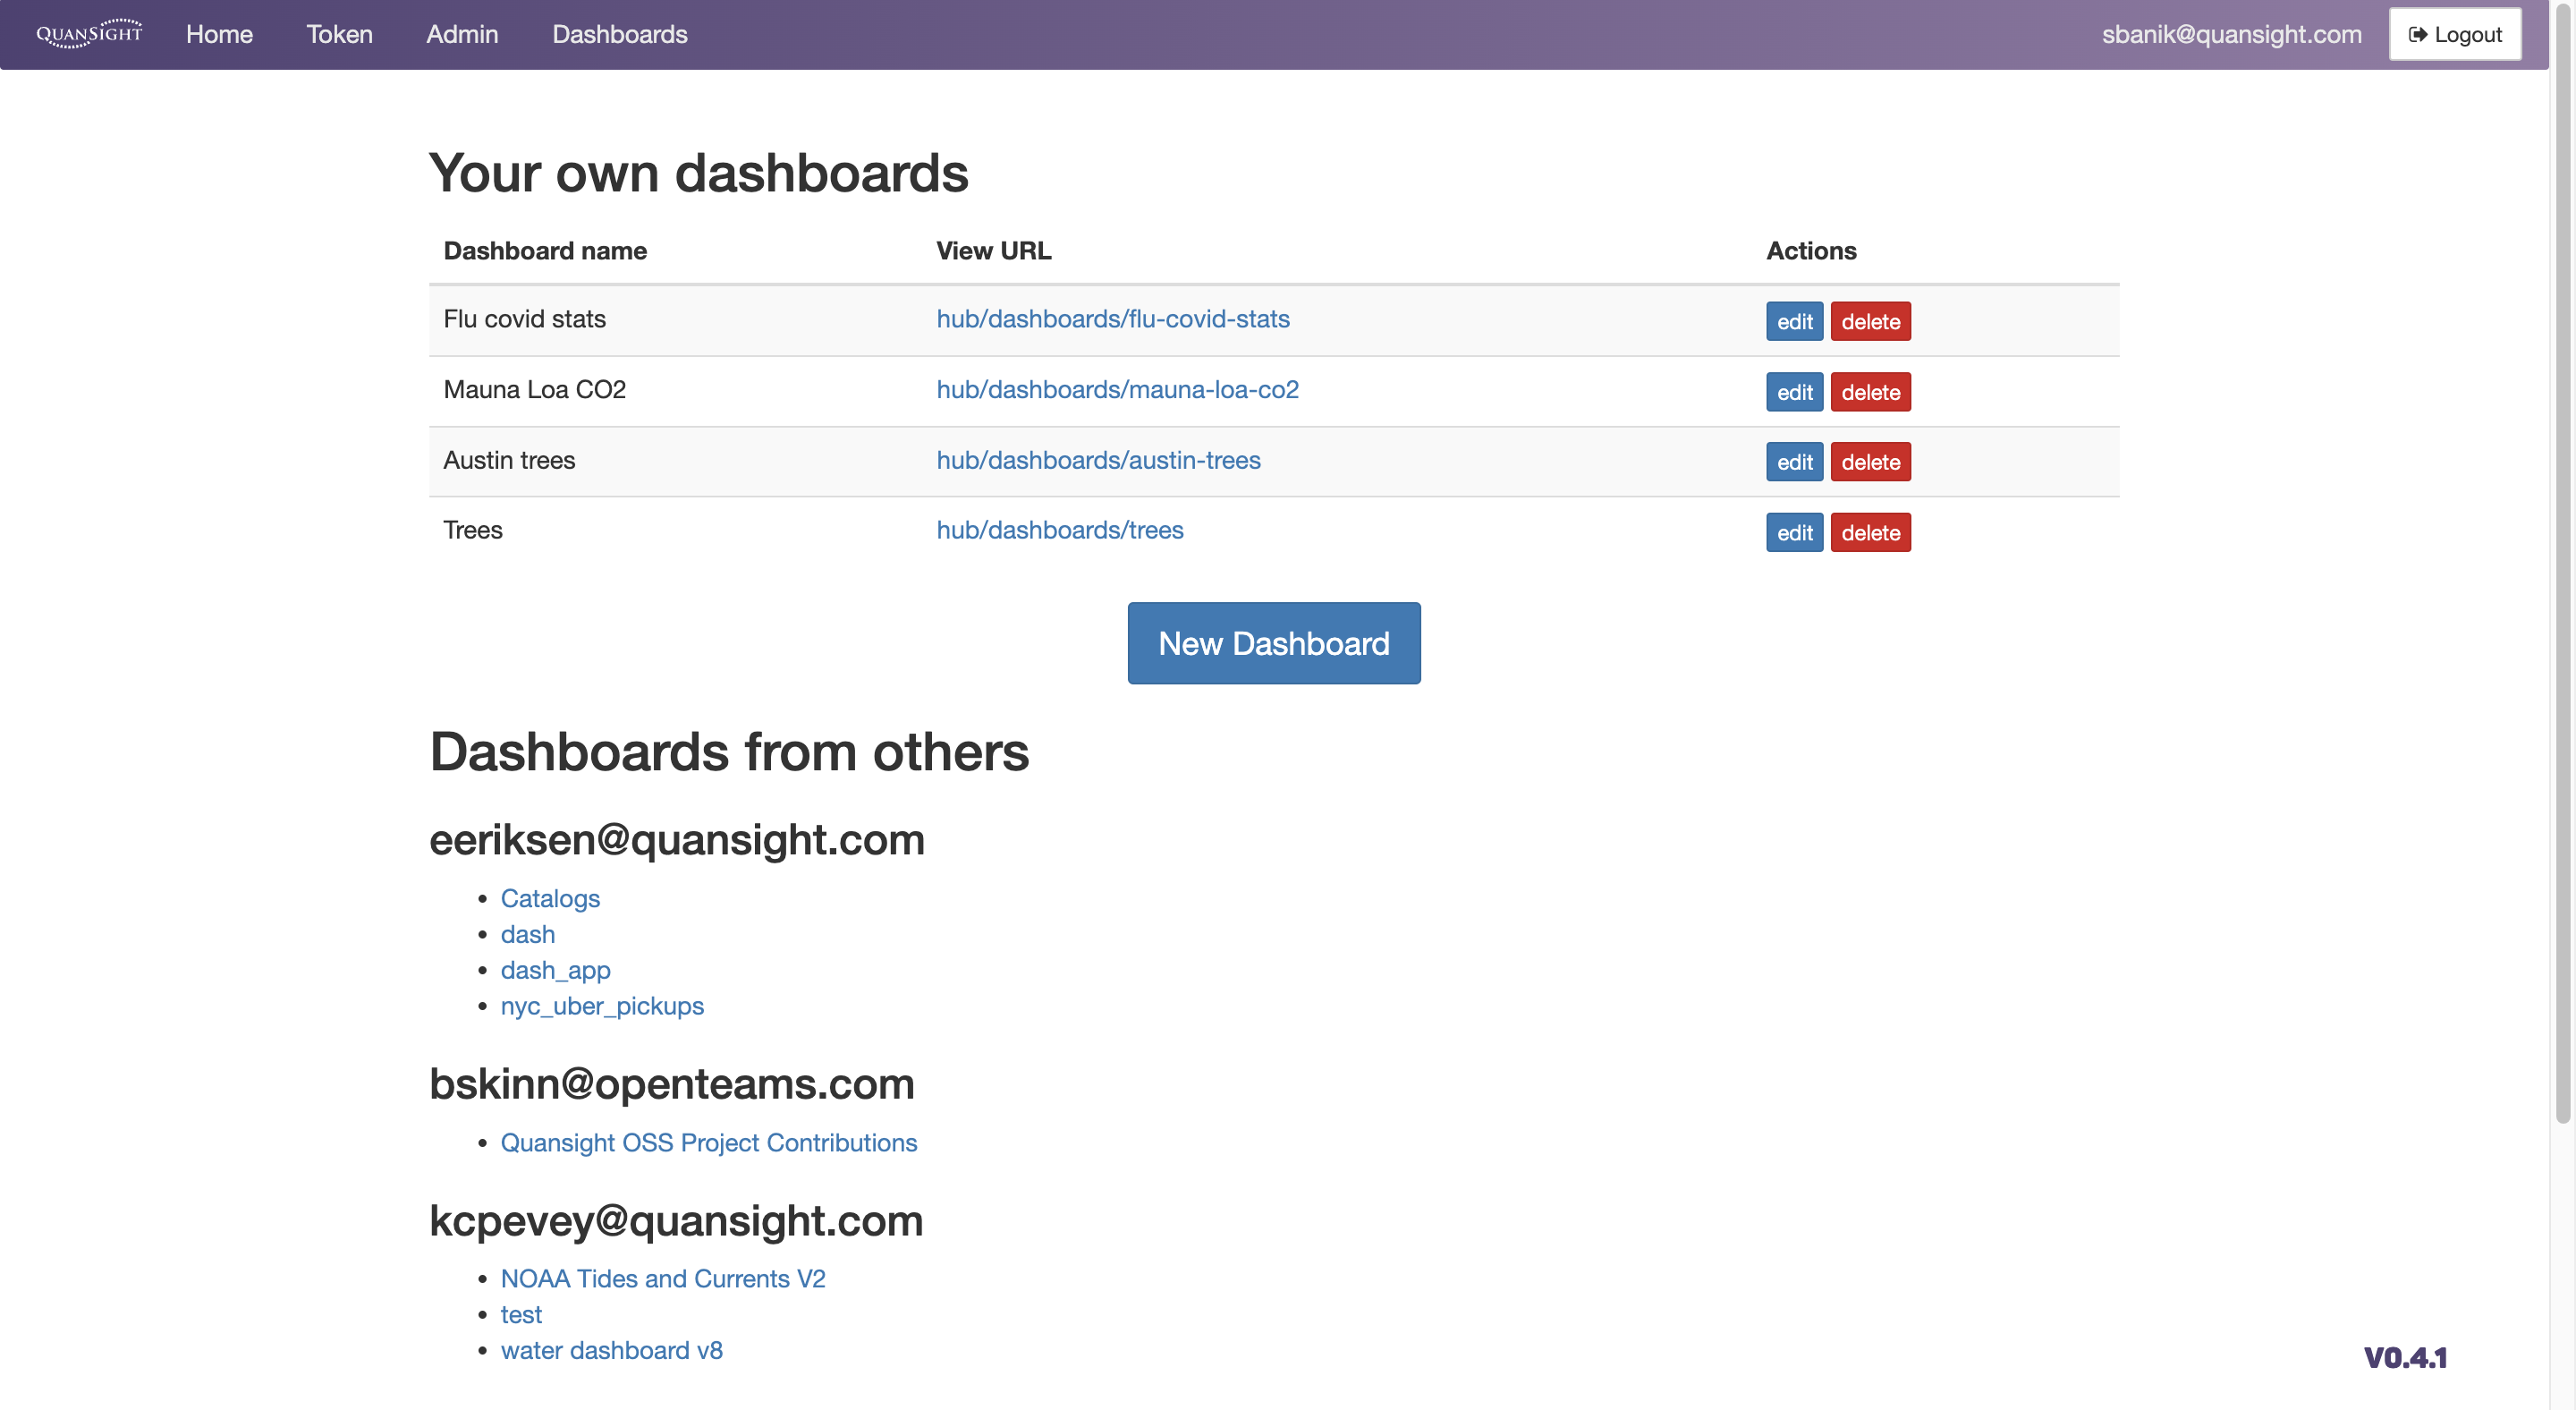 QUANSIGHT Home Token Admin Dashboards sbanik@quansight.com Logout
Your own dashboards
Dashboard name View URL Actions
Flu covid stats hub/dashboards/flu-covid-stats edit delete
Mauna Loa CO2 hub/dashboards/mauna-loa-co2 edit delete
Austin trees hub/dashboards/austin-trees edit delete
Trees hub/dashboards/trees edit delete
New Dashboard
Dashboards from others
eeriksen@quansight.com
• Catalogs
• dash
• dash_app
• nyc_uber_pickups
bskinn@openteams.com
• Quansight OSS Project Contributions
kcpevey@quansight.com
• NOAA Tides and Currents V2
• test
• water dashboard v8
V0.4.1